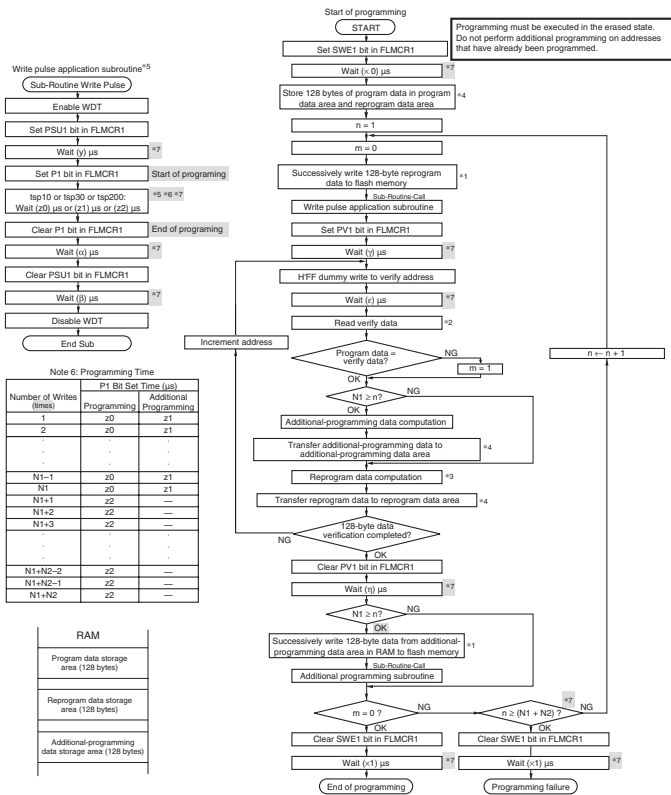 Start of programming
START
Programming must be executed in the erased state.
Do not perform additional programming on addresses
that have already been programmed.
Set SWE1 bit in FLMCR1
Wait (×0) μs
*7
Store 128 bytes of program data in program
data area and reprogram data area
*4
n = 1
m = 0
Successively write 128-byte reprogram
data to flash memory
*1
Sub-Routine-Call
Write pulse application subroutine
Set PV1 bit in FLMCR1
Wait (γ) μs
*7
H'FF dummy write to verify address
Wait (ε) μs
*7
Read verify data
*2
Increment address
Program data =
verify data?
NG
m = 1
OK
n ← n + 1
N1 ≥ n?
NG
OK
Additional-programming data computation
Transfer additional-programming data to
additional-programming data area
*4
Reprogram data computation
*3
Transfer reprogram data to reprogram data area
*4
128-byte data
verification completed?
NG
OK
Clear PV1 bit in FLMCR1
Wait (η) μs
*7
N1 ≥ n?
NG
OK
Successively write 128-byte data from additional-
programming data area in RAM to flash memory
*1
Sub-Routine-Call
Additional programming subroutine
m = 0 ?
NG
n ≥ (N1 + N2) ?
*7
NG
OK
OK
Clear SWE1 bit in FLMCR1
Clear SWE1 bit in FLMCR1
Wait (×1) μs
*7
Wait (×1) μs
*7
End of programming
Programming failure
Write pulse application subroutine*5
Sub-Routine Write Pulse
Enable WDT
Set PSU1 bit in FLMCR1
Wait (y) μs
*7
Set P1 bit in FLMCR1
Start of programing
tsp10 or tsp30 or tsp200:
Wait (z0) μs or (z1) μs or (z2) μs
*5 *6 *7
Clear P1 bit in FLMCR1
End of programing
Wait (α) μs
*7
Clear PSU1 bit in FLMCR1
Wait (β) μs
*7
Disable WDT
End Sub
Note 6: Programming Time
Number of Writes
(times)
P1 Bit Set Time (μs)
Programming
Additional
Programming
1 z0 z1
2 z0 z1
. . .
. . .
. . .
N1–1 z0 z1
N1 z0 z1
N1+1 z2 —
N1+2 z2 —
N1+3 z2 —
. . .
. . .
. . .
N1+N2–2 z2 —
N1+N2–1 z2 —
N1+N2 z2 —
RAM
Program data storage
area (128 bytes)
Reprogram data storage
area (128 bytes)
Additional-programming
data storage area (128 bytes)